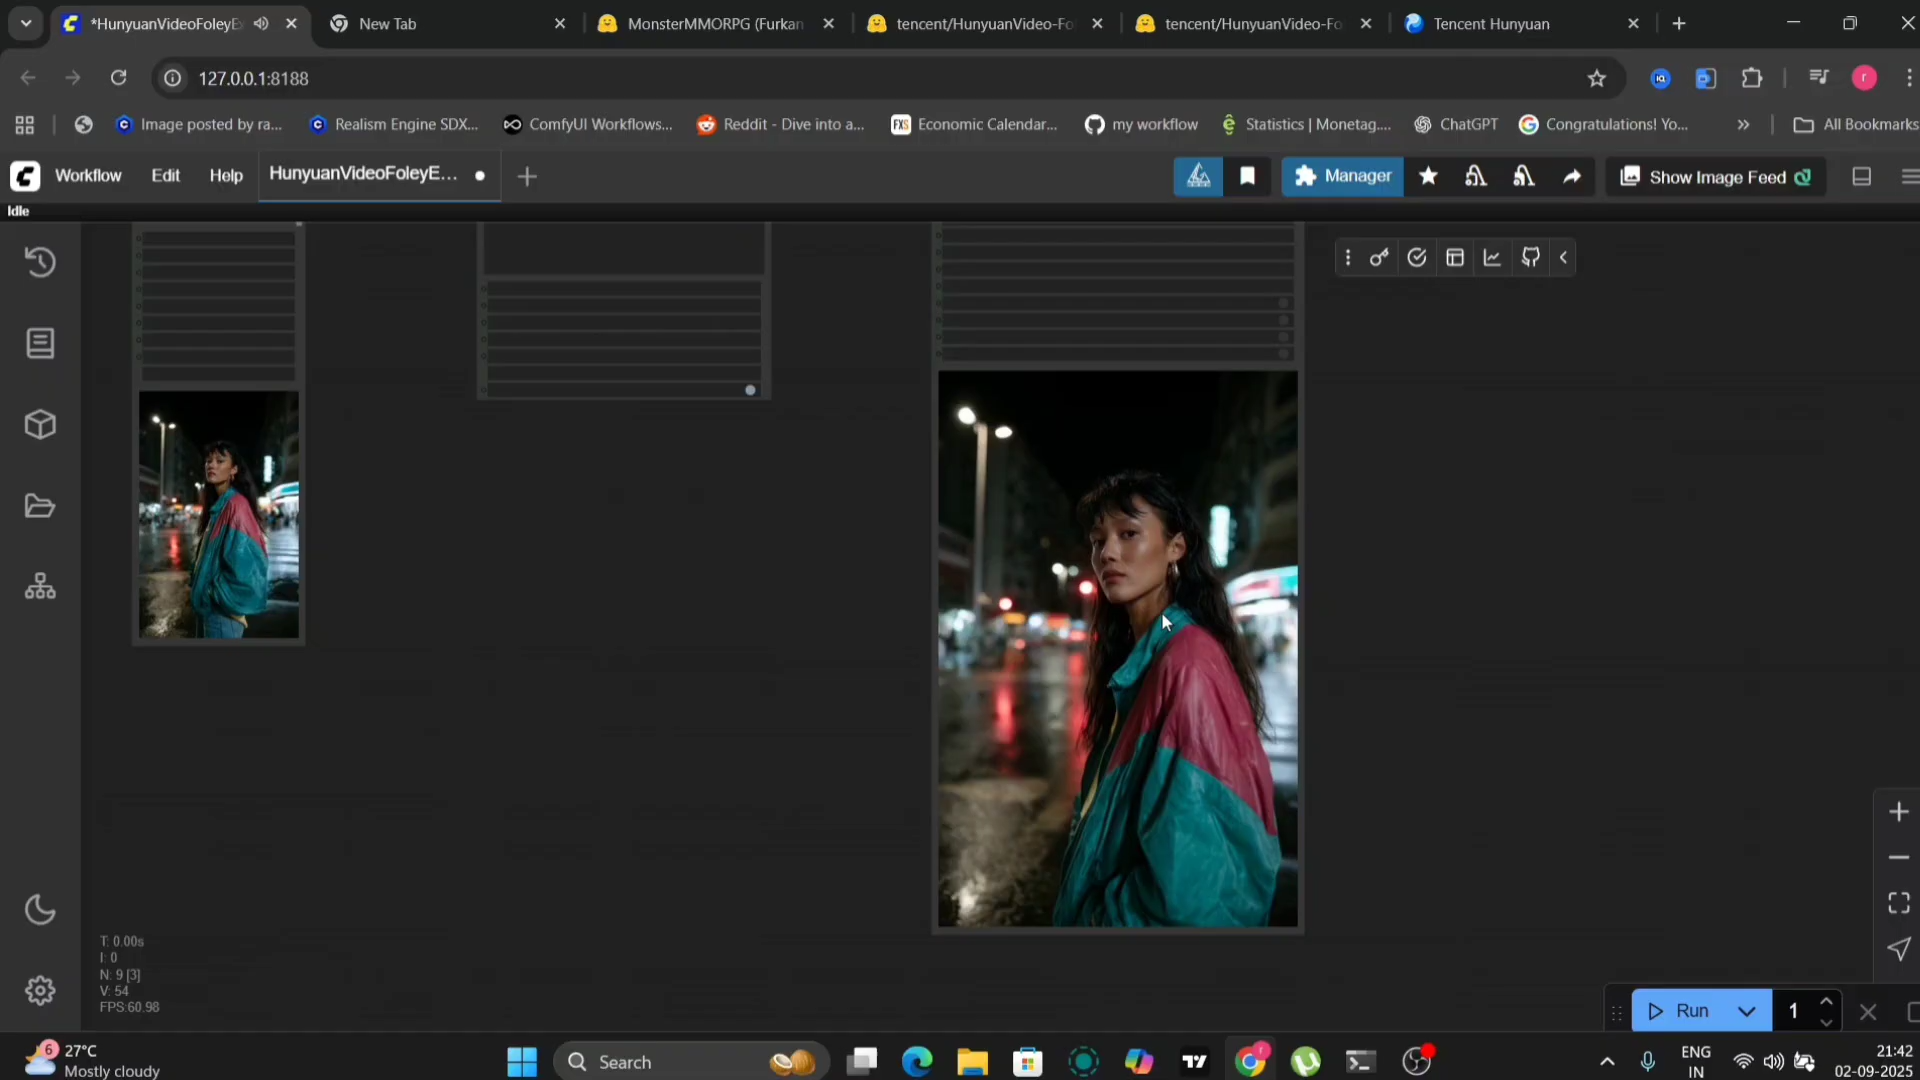 *HunyuanVideoFoleyE
New Tab
MonsterMMORPG (Furkan
tencent/HunyuanVideo-Fo
tencent/HunyuanVideo-Fo
Tencent Hunyuan
127.0.0.1:8188
Image posted by ra...
Realism Engine SDX...
ComfyUI Workflows...
Reddit - Dive into a...
FXS
Economic Calendar...
my workflow
Statistics | Monetag....
ChatGPT
Congratulations! Yo...
All Bookmarks
Workflow
Edit
Help
HunyuanVideoFoleyE...
Manager
Show Image Feed
Idle
T: 0.00s
I: 0
N: 9 [3]
V: 54
FPS:60.98
Run
1
6
27°C
Mostly cloudy
Search
ENG
IN
21:42
02-09-2025